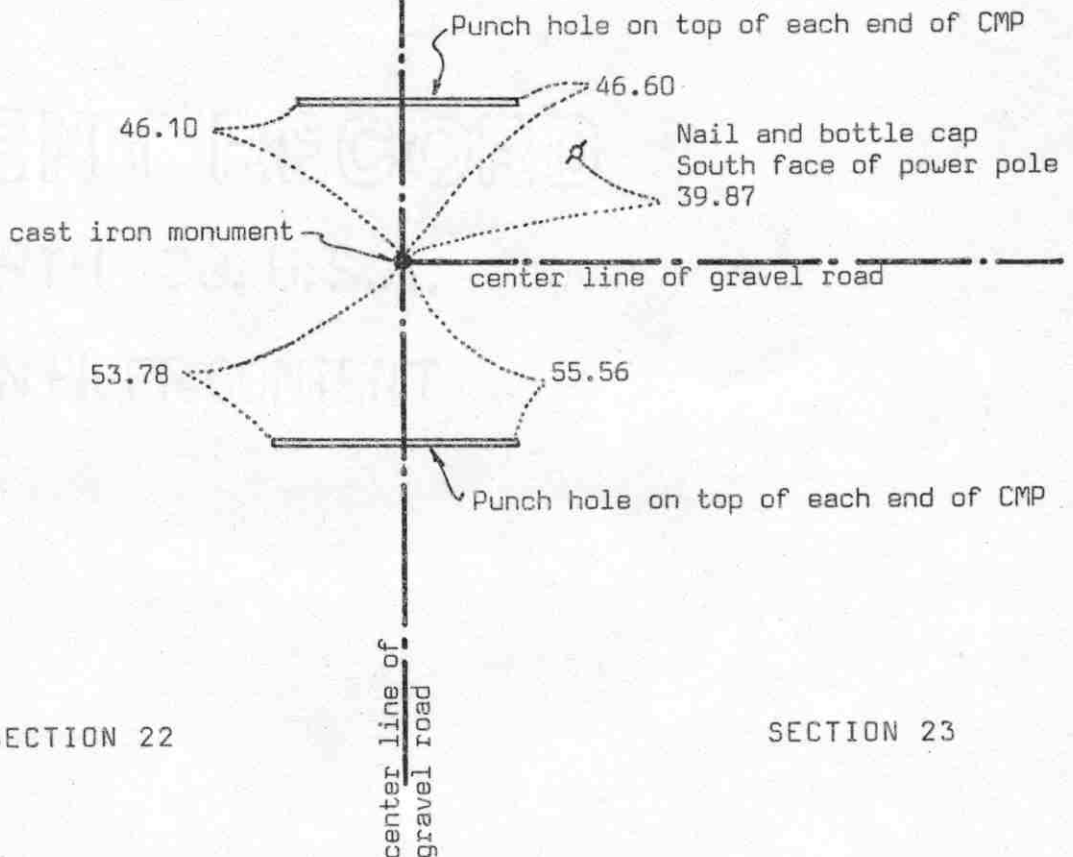 Punch hole on top of each end of CMP
46.60
46.10
Nail and bottle cap
South face of power pole
39.87
cast iron monument
center line of gravel road
53.78
55.56
Punch hole on top of each end of CMP
center line of
gravel road
ECTION 22
SECTION 23